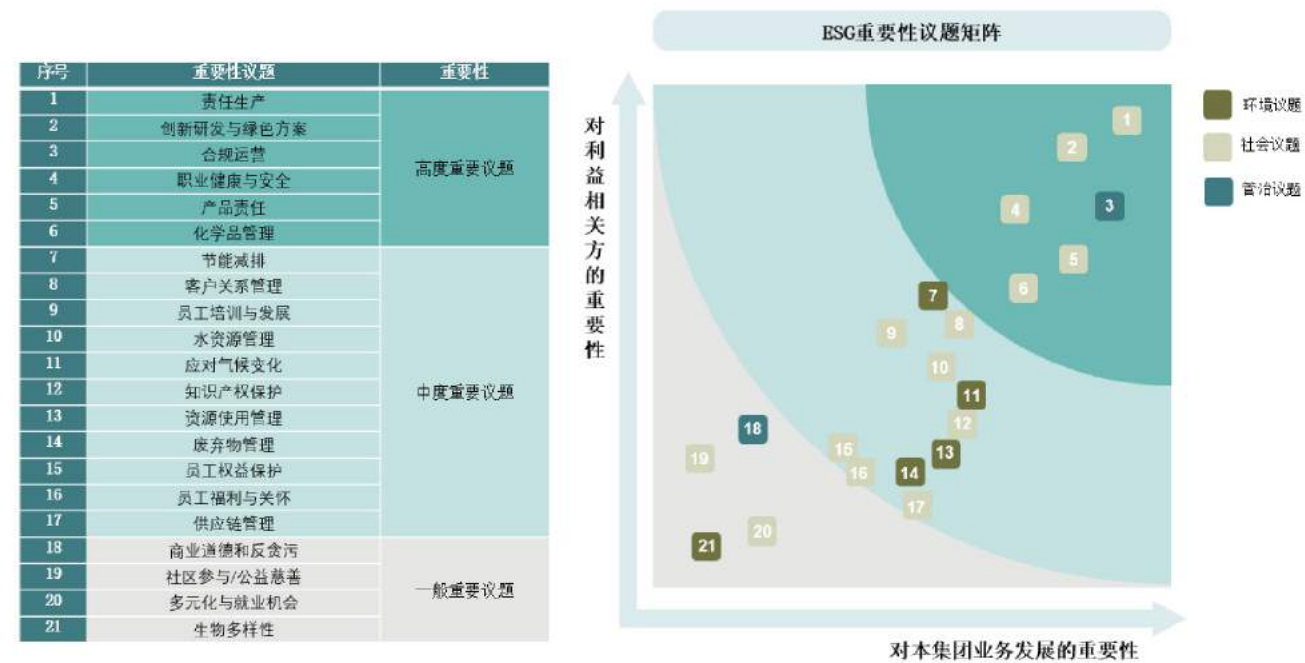 ESG重要性议题矩阵
序号 重要性议题 重要性
1 责任生产
2 创新研发与绿色方案
3 合规运营
4 职业健康与安全
5 产品责任
6 化学品管理
高度重要议题
7 节能减排
8 客户关系管理
9 员工培训与发展
10 水资源管理
11 应对气候变化
12 知识产权保护
13 资源使用管理
14 废弃物管理
15 员工权益保护
16 员工福利与关怀
17 供应链管理
中度重要议题
18 商业道德和反贪污
19 社区参与/公益慈善
20 多元化与就业机会
21 生物多样性
一般重要议题
对利益相关方的重要性
1
2
3
4
5
6
7
8
9
10
11
12
13
14
15
16
17
18
19
20
21
环境议题
社会议题
管治议题
对本集团业务发展的重要性